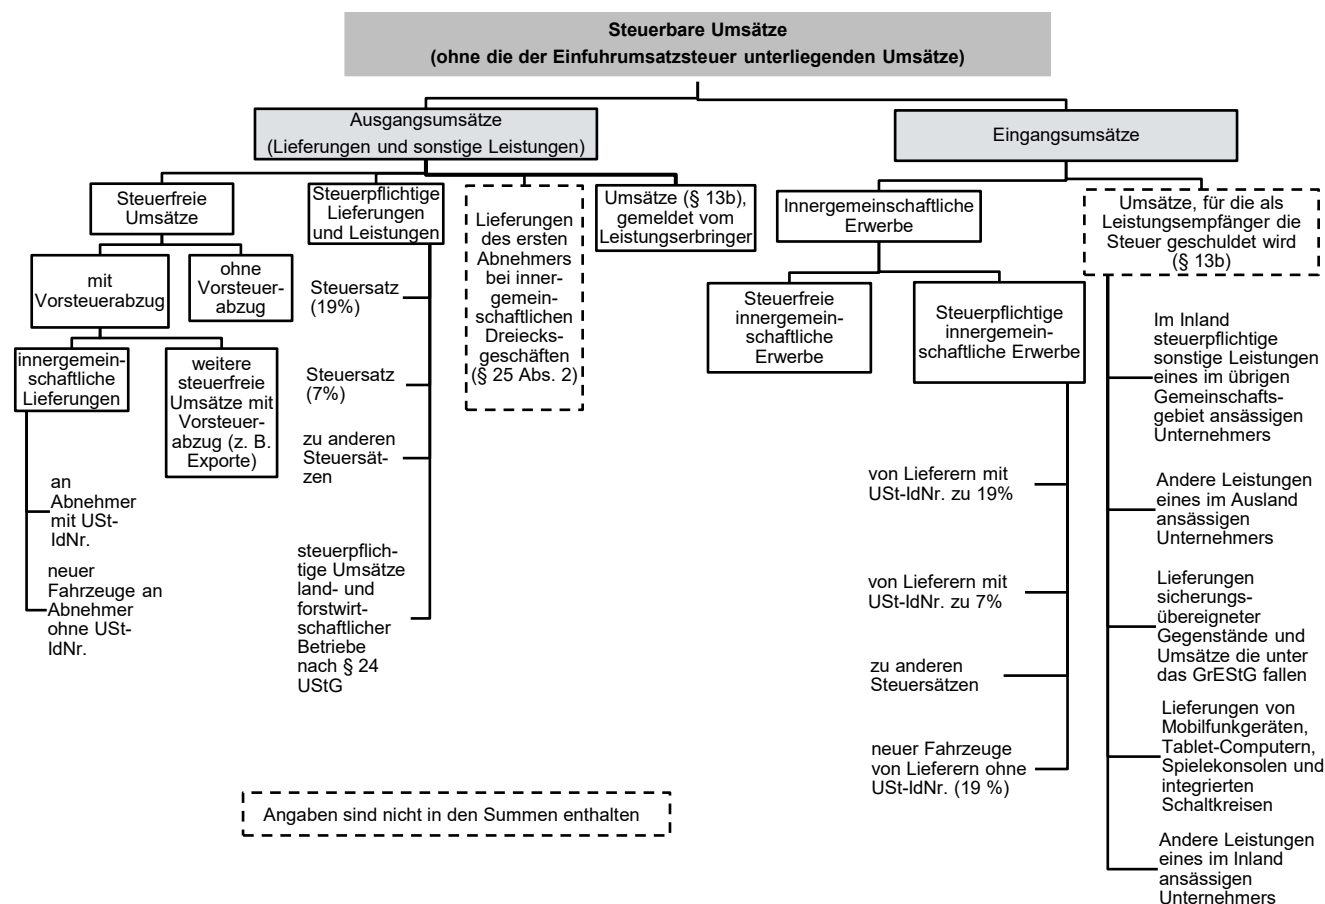 Steuerbare Umsätze
(ohne die der Einfuhrumsatzsteuer unterliegenden Umsätze)
Ausgangsumsätze
(Lieferungen und sonstige Leistungen)
Eingangsumsätze
Steuerfreie
Umsätze
Steuerpflichtige
Lieferungen
und Leistungen
Lieferungen
des ersten
Abnehmers
bei inner-
gemein-
schaftlichen
Dreiecks-
geschäften
(§ 25 Abs. 2)
Umsätze (§ 13b),
gemeldet vom
Leistungserbringer
Innergemeinschaftliche
Erwerbe
Umsätze, für die als
Leistungsempfänger die
Steuer geschuldet wird
(§ 13b)
mit
Vorsteuerabzug
ohne
Vorsteuer-
abzug
innergemein-
schaftliche
Lieferungen
weitere
steuerfreie
Umsätze mit
Vorsteuer-
abzug (z. B.
Exporte)
an
Abnehmer
mit USt-
IdNr.
neuer
Fahrzeuge an
Abnehmer
ohne USt-
IdNr.
Steuersatz
(19%)
Steuersatz
(7%)
zu anderen
Steuersät-
zen
steuerpflich-
tige Umsätze
land- und
forstwirt-
schaftlicher
Betriebe
nach § 24
UStG
Steuerfreie
innergemein-
schaftliche
Erwerbe
Steuerpflichtige
innergemein-
schaftliche Erwerbe
von Lieferern mit
USt-IdNr. zu 19%
von Lieferern mit
USt-IdNr. zu 7%
zu anderen
Steuersätzen
neuer Fahrzeuge
von Lieferern ohne
USt-IdNr. (19 %)
Im Inland
steuerpflichtige
sonstige Leistungen
eines im übrigen
Gemeinschafts-
gebiet ansässigen
Unternehmers
Andere Leistungen
eines im Ausland
ansässigen
Unternehmers
Lieferungen
sicherungs-
übereigneter
Gegenstände und
Umsätze die unter
das GrEStG fallen
Lieferungen von
Mobilfunkgeräten,
Tablet-Computern,
Spielekonsolen und
integrierten
Schaltkreisen
Andere Leistungen
eines im Inland
ansässigen
Unternehmers
Angaben sind nicht in den Summen enthalten